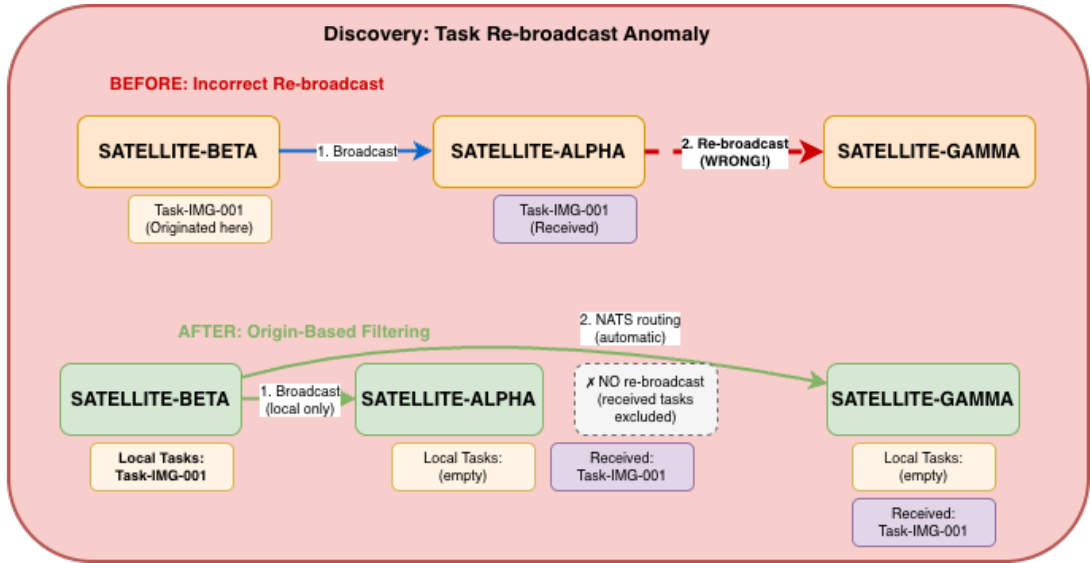 Discovery: Task Re-broadcast Anomaly
BEFORE: Incorrect Re-broadcast
SATELLITE-BETA
1. Broadcast
SATELLITE-ALPHA
2. Re-broadcast
(WRONG!)
SATELLITE-GAMMA
Task-IMG-001
(Originated here)
Task-IMG-001
(Received)
AFTER: Origin-Based Filtering
2. NATS routing
(automatic)
SATELLITE-BETA
1. Broadcast
(local only)
SATELLITE-ALPHA
✗ NO re-broadcast
(received tasks
excluded)
SATELLITE-GAMMA
Local Tasks:
Task-IMG-001
Local Tasks:
(empty)
Received:
Task-IMG-001
Local Tasks:
(empty)
Received:
Task-IMG-001